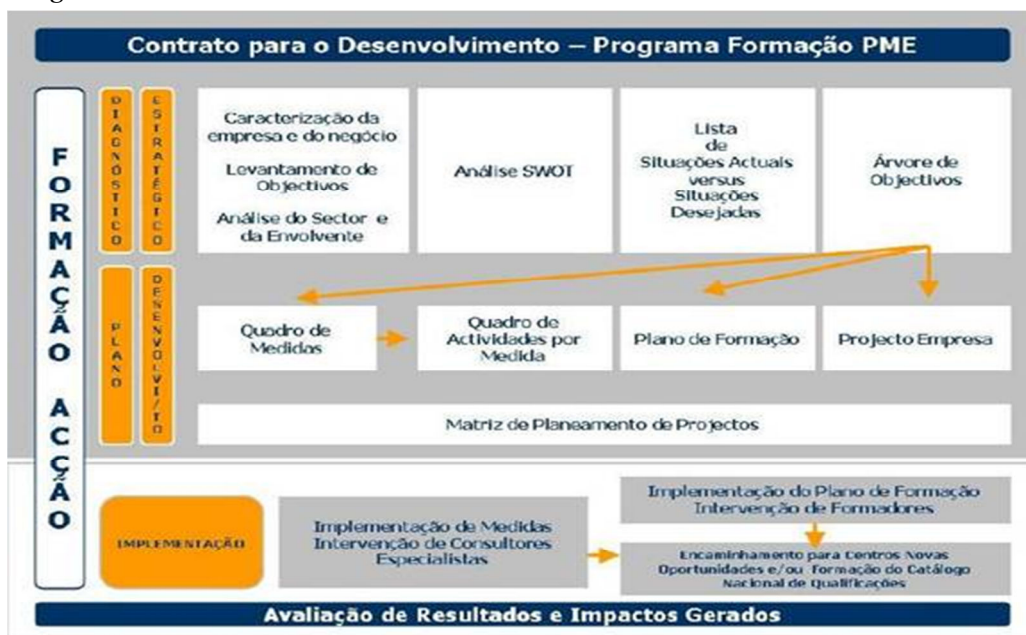 Contrato para o Desenvolvimento – Programa Formação PME
FORMAÇÃO ACÇÃO
DIAGNÓSTICO
ESTRATÉGICO
Caracterização da
empresa e do negócio
Levantamento de
Objectivos
Análise do Sector e
da Envolvente
Análise SWOT
Lista
de
Situações Actuais
versus
Situações
Desejadas
Árvore de
Objectivos
PLANO
DESENVOLVI/TO
Quadro de
Medidas
Quadro de
Actividades por
Medida
Plano de Formação
Projecto Empresa
Matriz de Planeamento de Projectos
IMPLEMENTAÇÃO
Implementação de Medidas
Intervenção de Consultores
Especialistas
Implementação do Plano de Formação
Intervenção de Formadores
Encaminhamento para Centros Novas
Oportunidades e/ou Formação do Catálogo
Nacional de Qualificações
Avaliação de Resultados e Impactos Gerados